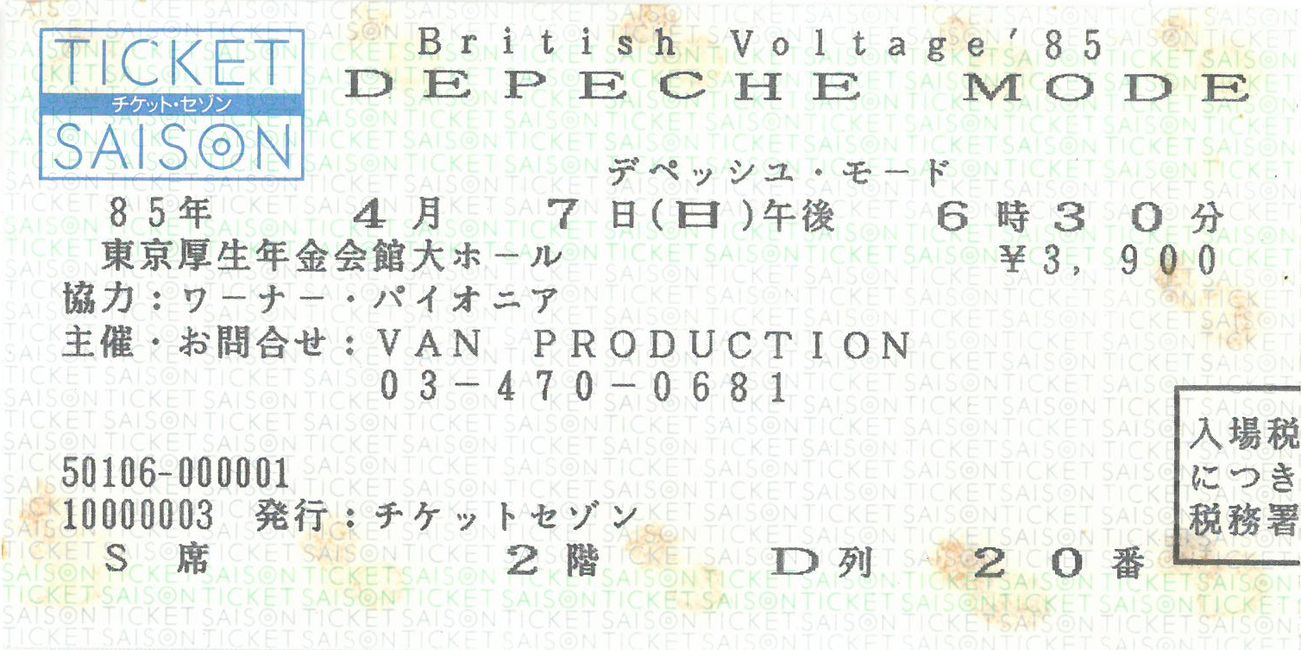 TICKET
チケット・セゾン
SAISON
British Voltage'85
DEPECHE MODE
デペッシュ・モード
85年 4月 7日(日)午後 6時30分
東京厚生年金会館大ホール ¥3,900
協力：ワーナー・パイオニア
主催・お問合せ：VAN PRODUCTION
03-470-0681
入場税
につき
税務署
50106-000001
10000003 発行：チケットセゾン
S 席 2階 D列 20番